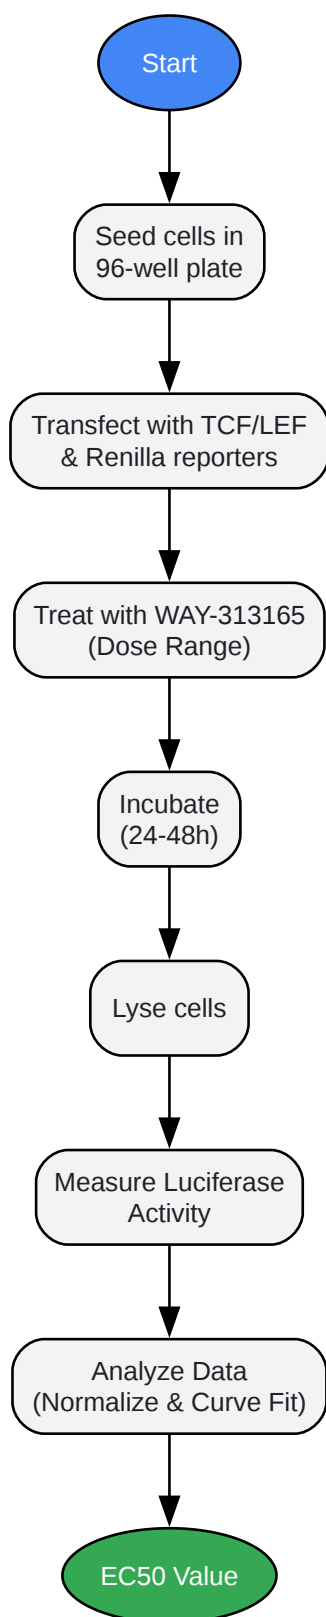 Start
Seed cells in
96-well plate
Transfect with TCF/LEF
& Renilla reporters
Treat with WAY-313165
(Dose Range)
Incubate
(24-48h)
Lyse cells
Measure Luciferase
Activity
Analyze Data
(Normalize & Curve Fit)
EC50 Value